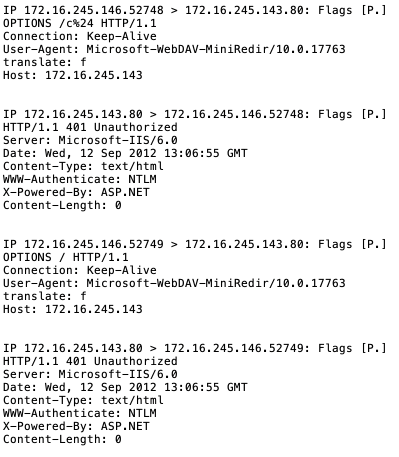 IP 172.16.245.146.52748 > 172.16.245.143.80: Flags [P.]
OPTIONS /c%24 HTTP/1.1
Connection: Keep-Alive
User-Agent: Microsoft-WebDAV-MiniRedir/10.0.17763
translate: f
Host: 172.16.245.143
IP 172.16.245.143.80 > 172.16.245.146.52748: Flags [P.]
HTTP/1.1 401 Unauthorized
Server: Microsoft-IIS/6.0
Date: Wed, 12 Sep 2012 13:06:55 GMT
Content-Type: text/html
WWW-Authenticate: NTLM
X-Powered-By: ASP.NET
Content-Length: 0
IP 172.16.245.146.52749 > 172.16.245.143.80: Flags [P.]
OPTIONS / HTTP/1.1
Connection: Keep-Alive
User-Agent: Microsoft-WebDAV-MiniRedir/10.0.17763
translate: f
Host: 172.16.245.143
IP 172.16.245.143.80 > 172.16.245.146.52749: Flags [P.]
HTTP/1.1 401 Unauthorized
Server: Microsoft-IIS/6.0
Date: Wed, 12 Sep 2012 13:06:55 GMT
Content-Type: text/html
WWW-Authenticate: NTLM
X-Powered-By: ASP.NET
Content-Length: 0